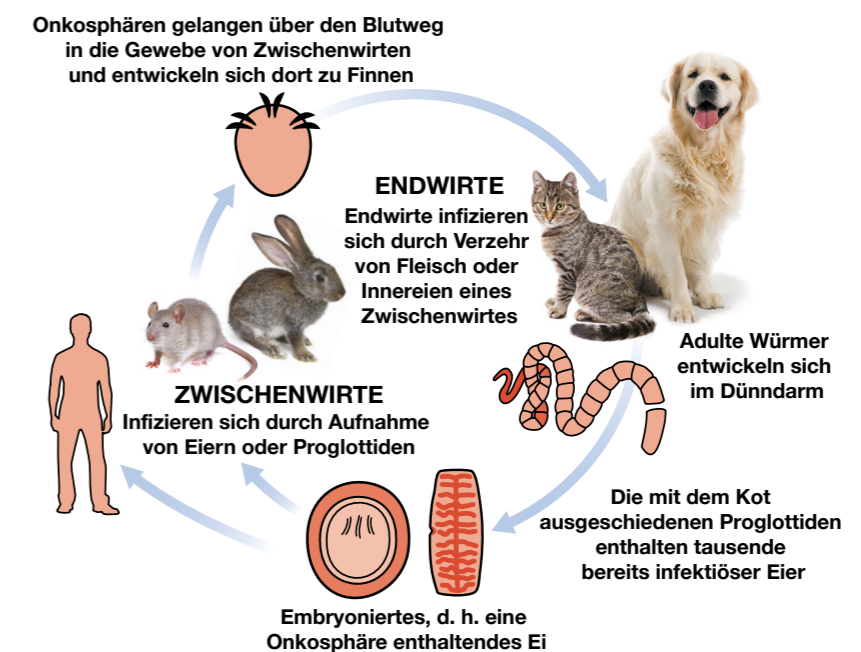 Onkosphären gelangen über den Blutweg
in die Gewebe von Zwischenwirten
und entwickeln sich dort zu Finnen
ENDWIRTE
Endwirte infizieren
sich durch Verzehr
von Fleisch oder
Innereien eines
Zwischenwirtes
Adulte Würmer
entwickeln sich
im Dünndarm
ZWISCHENWIRTE
Infizieren sich durch Aufnahme
von Eiern oder Proglottiden
Die mit dem Kot
ausgeschiedenen Proglottiden
enthalten tausende
bereits infektiöser Eier
Embryoniertes, d. h. eine
Onkosphäre enthaltendes Ei